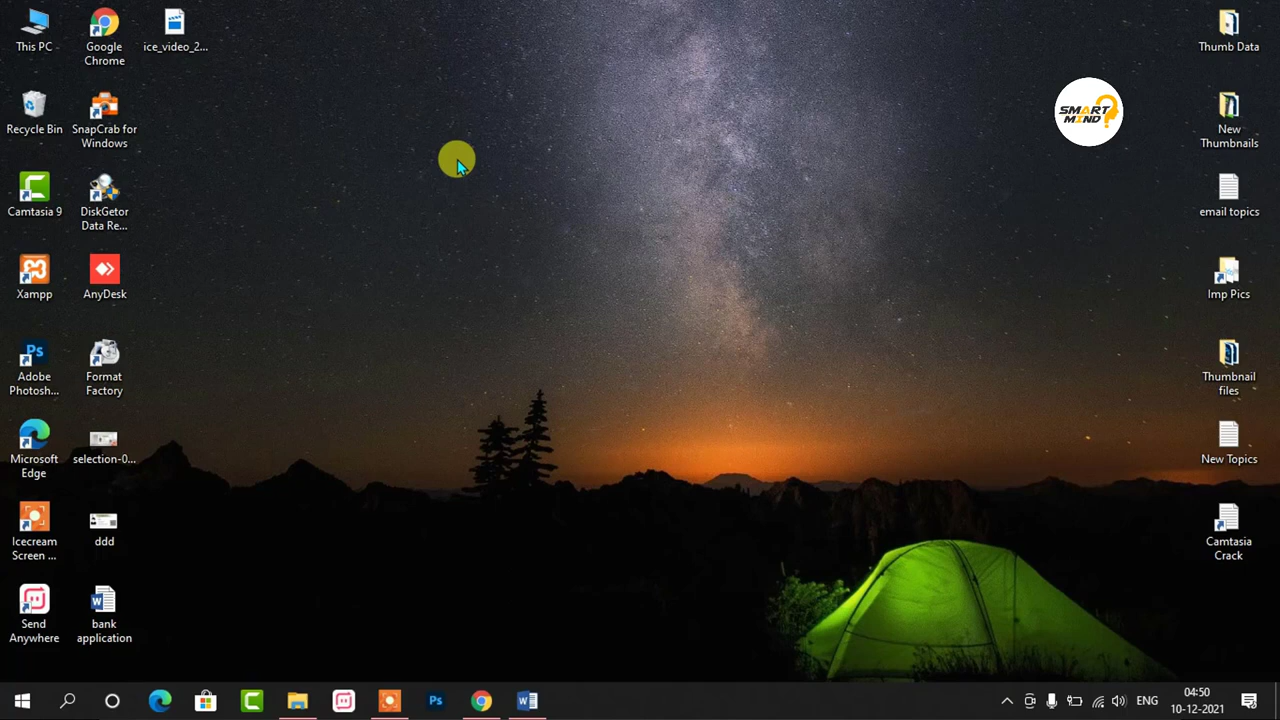 This PC
Google
Chrome
ice_video_2...
Recycle Bin
SnapCrab for
Windows
Camtasia 9
DiskGetor
Data Re...
Xampp
AnyDesk
Ps
Adobe
Photosh...
Format
Factory
Microsoft
Edge
selection-0...
Icecream
Screen ...
ddd
Send
Anywhere
bank
application
SMART
MIND
Thumb Data
New
Thumbnails
email topics
Imp Pics
Thumbnail
files
New Topics
Camtasia
Crack
Ps
ENG
04:50
10-12-2021